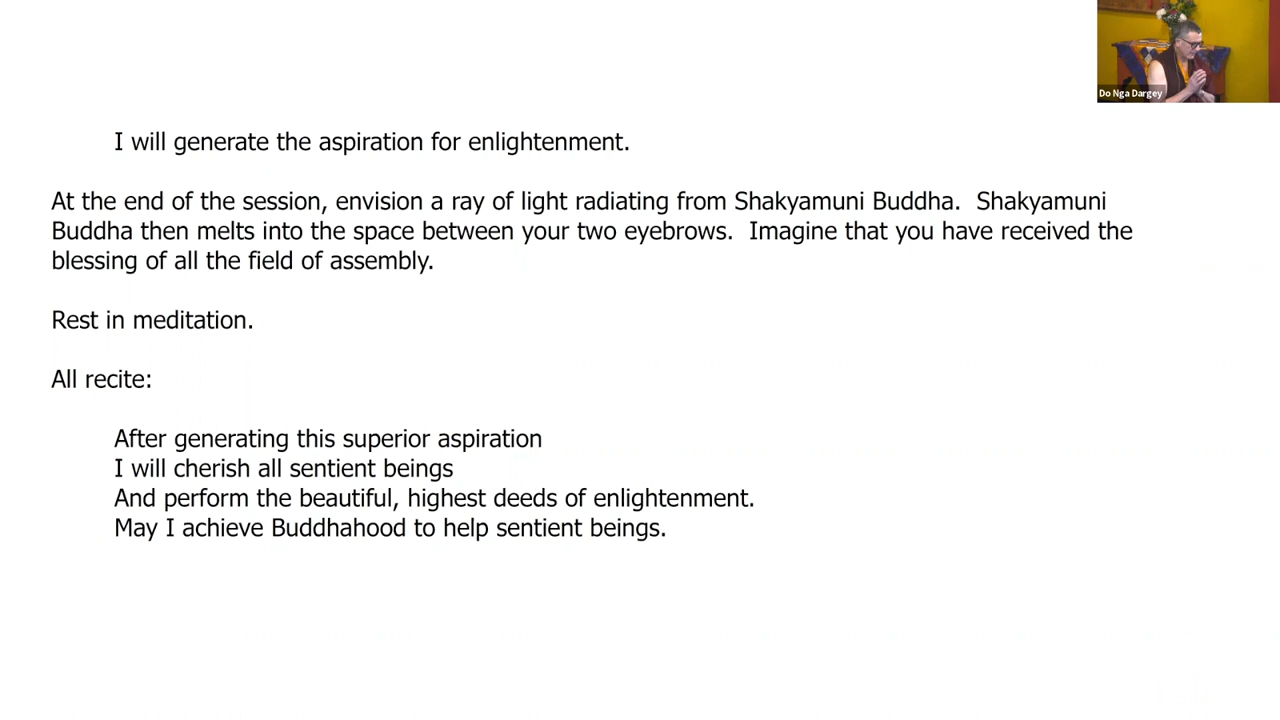 Do Nga Dargey
I will generate the aspiration for enlightenment.
At the end of the session, envision a ray of light radiating from Shakyamuni Buddha.  Shakyamuni
Buddha then melts into the space between your two eyebrows.  Imagine that you have received the
blessing of all the field of assembly.
Rest in meditation.
All recite:
After generating this superior aspiration
I will cherish all sentient beings
And perform the beautiful, highest deeds of enlightenment.
May I achieve Buddhahood to help sentient beings.